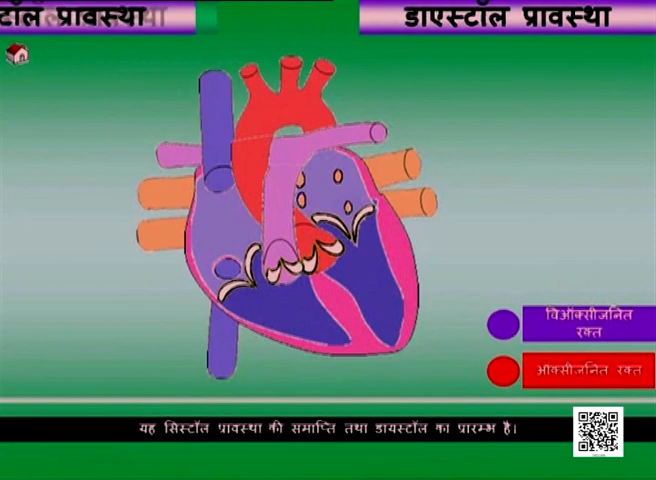 टॉल प्रावस्था
डाएस्टॉल प्रावस्था
विऑक्सीजनित
रक्त
ऑक्सीजनित रक्त
यह सिस्टॉल प्रावस्था की समाप्ति तथा डायस्टॉल का प्रारम्भ है।